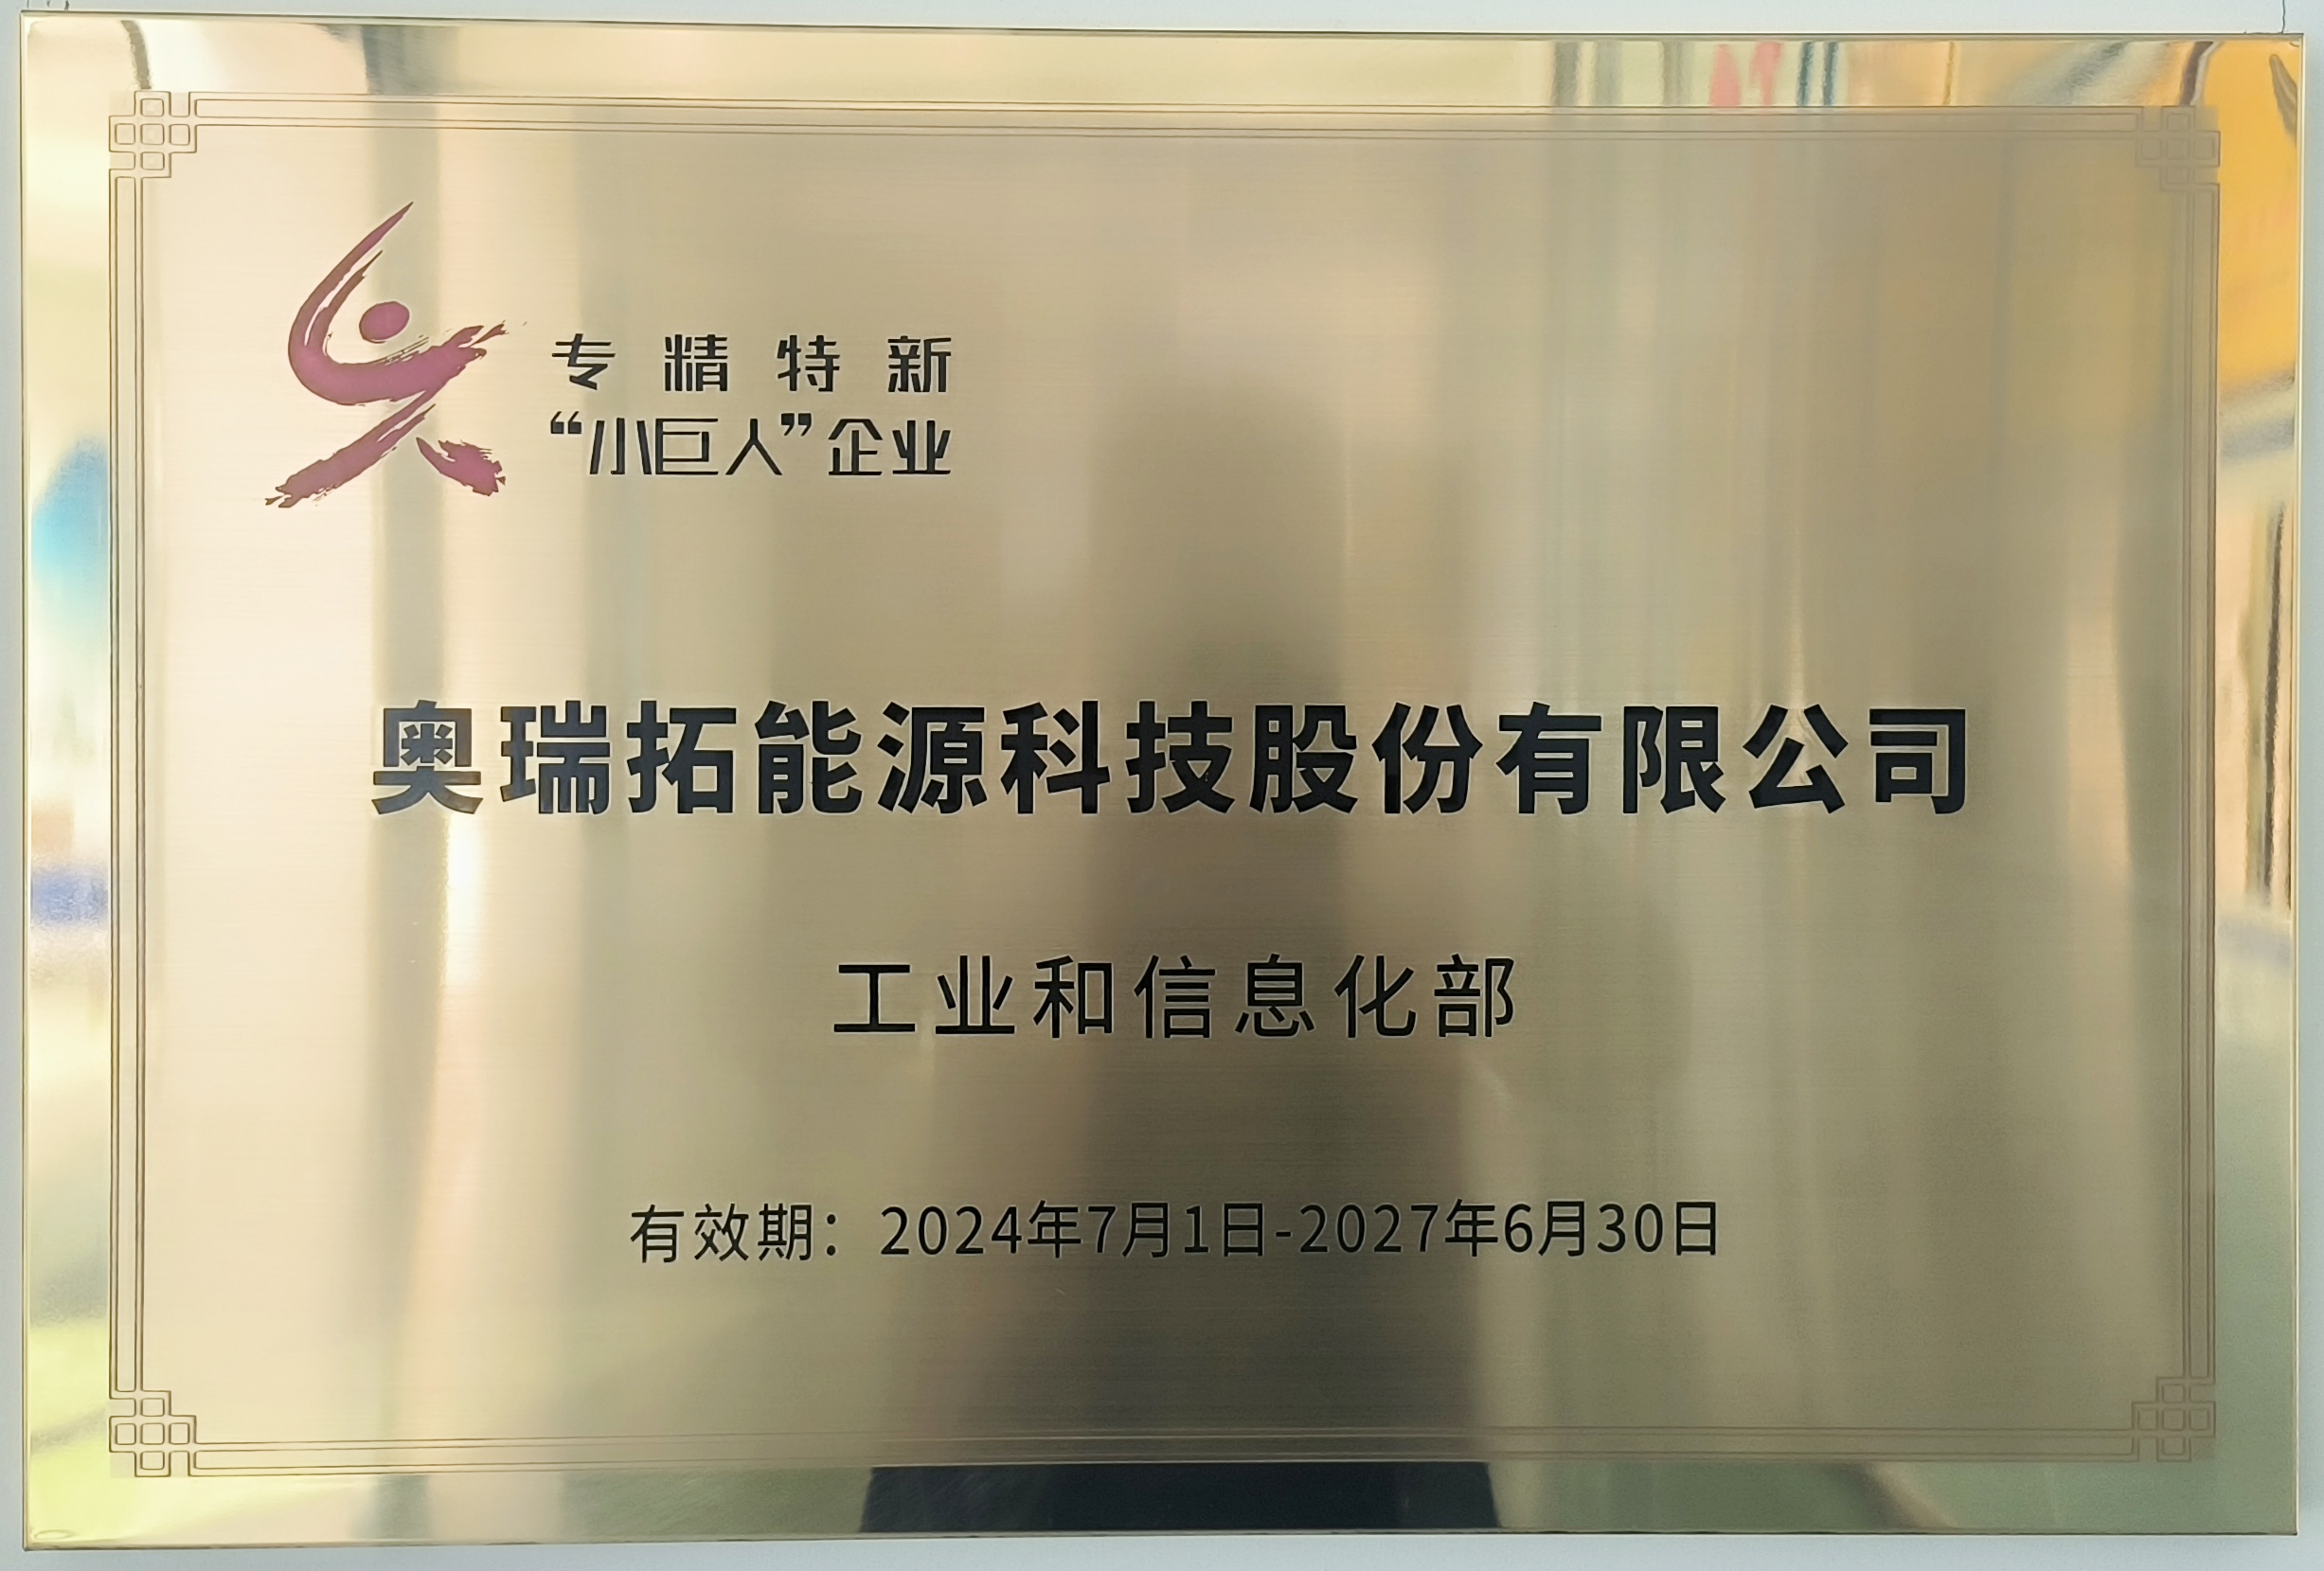 专精特新
“小巨人”企业
奥瑞拓能源科技股份有限公司
工业和信息化部
有效期：2024年7月1日-2027年6月30日